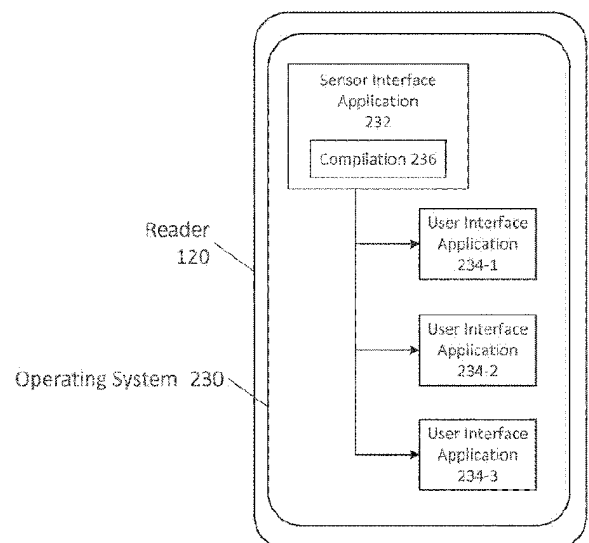 Sensor Interface
Application
232
Compilation 236
Reader
120
User Interface
Application
234-1
User Interface
Application
234-2
Operating System 230
User Interface
Application
234-3